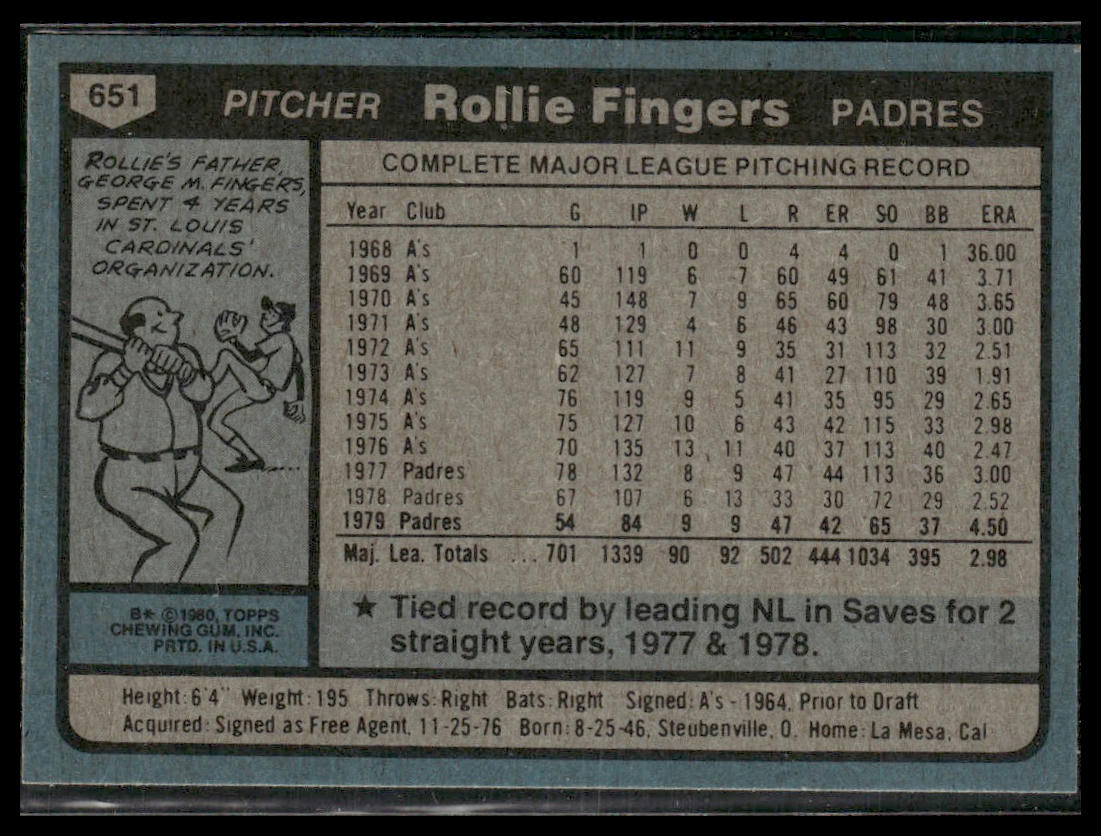 651 PITCHER Rollie Fingers PADRES
ROLLIE'S FATHER,
GEORGE M. FINGERS,
SPENT 4 YEARS
IN ST. LOUIS
CARDINALS'
ORGANIZATION.
COMPLETE MAJOR LEAGUE PITCHING RECORD
Year Club G IP W L R ER SO BB ERA
1968 A's 1 1 0 0 4 4 0 1 36.00
1969 A's 60 119 6 7 60 49 61 41 3.71
1970 A's 45 148 7 9 65 60 79 48 3.65
1971 A's 48 129 4 6 46 43 98 30 3.00
1972 A's 65 111 11 9 35 31 113 32 2.51
1973 A's 62 127 7 8 41 27 110 39 1.91
1974 A's 76 119 9 5 41 35 95 29 2.65
1975 A's 75 127 10 6 43 42 115 33 2.98
1976 A's 70 135 13 11 40 37 113 40 2.47
1977 Padres 78 132 8 9 47 44 113 36 3.00
1978 Padres 67 107 6 13 33 30 72 29 2.52
1979 Padres 54 84 9 9 47 42 65 37 4.50
Maj. Lea. Totals ... 701 1339 90 92 502 444 1034 395 2.98
B* ©1980, TOPPS
CHEWING GUM, INC.
PRTD. IN U.S.A.
★ Tied record by leading NL in Saves for 2
straight years, 1977 & 1978.
Height: 6'4" Weight: 195 Throws: Right Bats: Right Signed: A's - 1964, Prior to Draft
Acquired: Signed as Free Agent, 11-25-76 Born: 8-25-46, Steubenville, O. Home: La Mesa, Cal